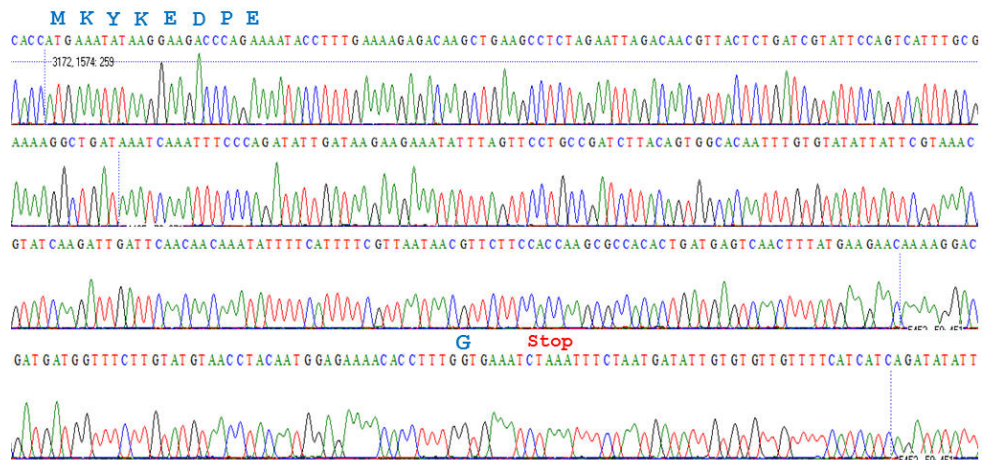 M K Y K E D P E
CACCATGAAATATAAGGAAGACCCAGAAAATACCTTTGAAAAGAGACAAGCTGAAGCCTCTAGAATTAGACAACGTTACTCTGATCGTATTCCAGTCATTTGCG
3172, 1574: 259
AAAAGGCTGATAAATCAAATTTCCCAGATATTGATAAGAAGAAATATTTAGTTCCTGCCGATCTTACAGTGGCACAATTTGTGTATATTATTCGTAAAC
GTATCAAGATTGATTCAACAACAAATATTTTCATTTTCGTTAATAACGTTCTTCCACCAAGCGCCACACTGATGAGTCAACTTTATGAAGAACAAAAGGAC
G Stop
GATGATGGTTTCTTGTATGTAACCTACAATGGAGAAAACACCTTTGGTGAAATCTAAATTTCTAATGATATTGTGTGTTGTTTTCATCATCAGATATATT